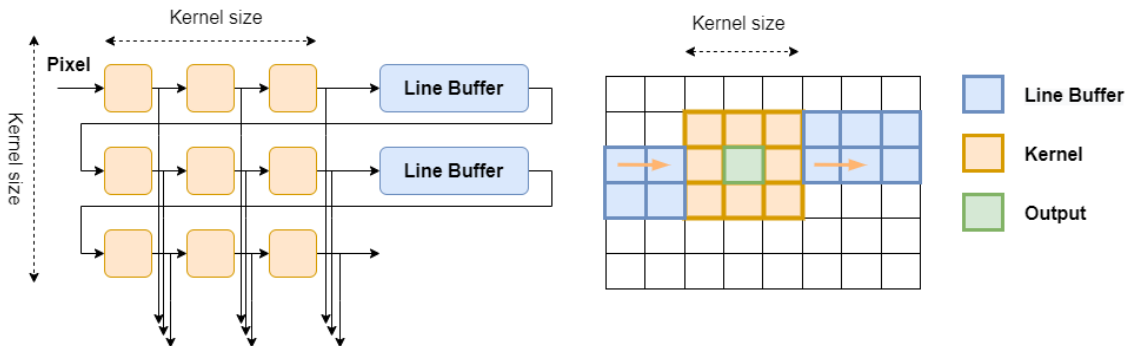 Kernel size
Pixel
Line Buffer
Kernel size
Line Buffer
Kernel size
Line Buffer
Kernel
Output